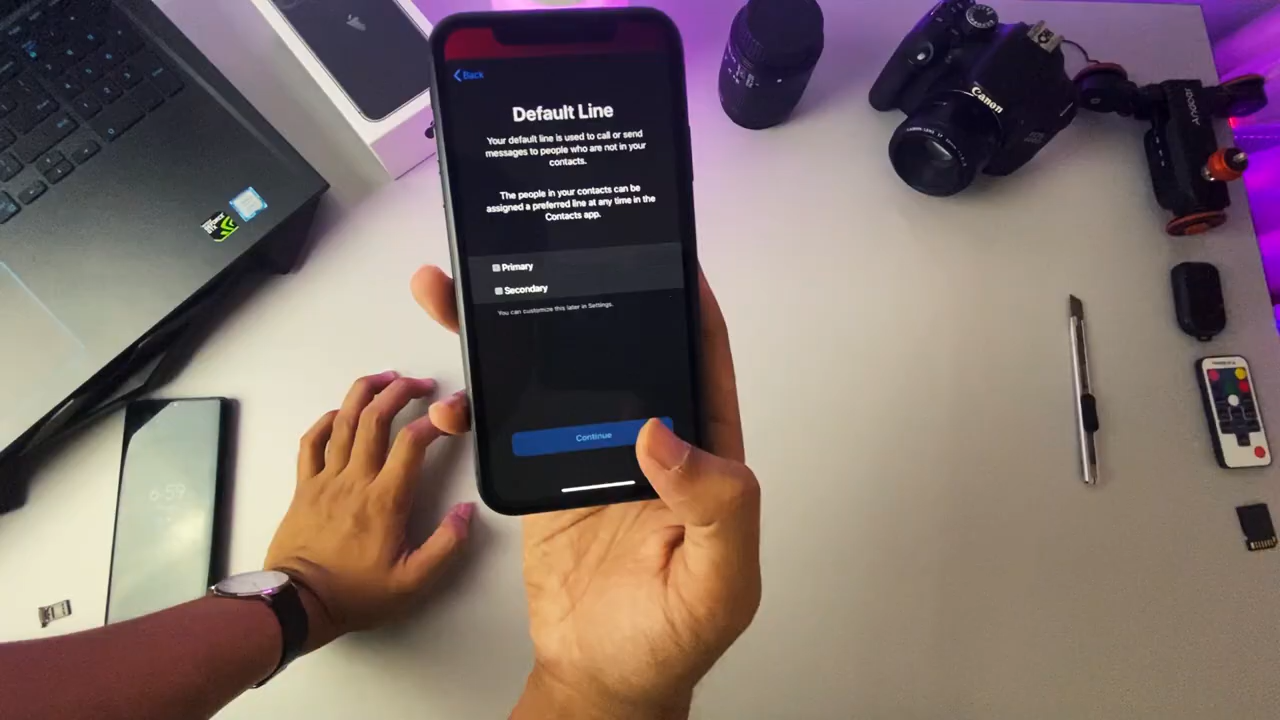 Back
Default Line
Your default line is used to call or send
messages to people who are not in your
contacts.
The people in your contacts can be
assigned a preferred line at any time in the
Contacts app.
Primary
Secondary
You can customize this later in Settings.
Continue
Canon
6:59